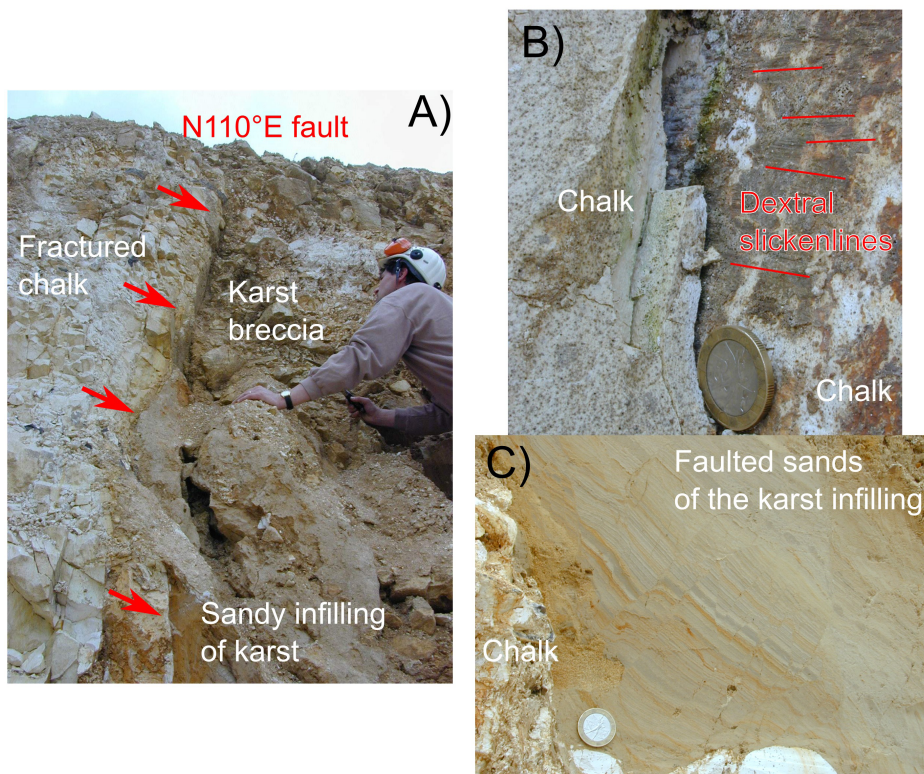 A)
N110°E fault
Fractured
chalk
Karst
breccia
Sandy infilling
of karst
B)
Chalk
Dextral
slickenlines
Chalk
C)
Faulted sands
of the karst infilling
Chalk